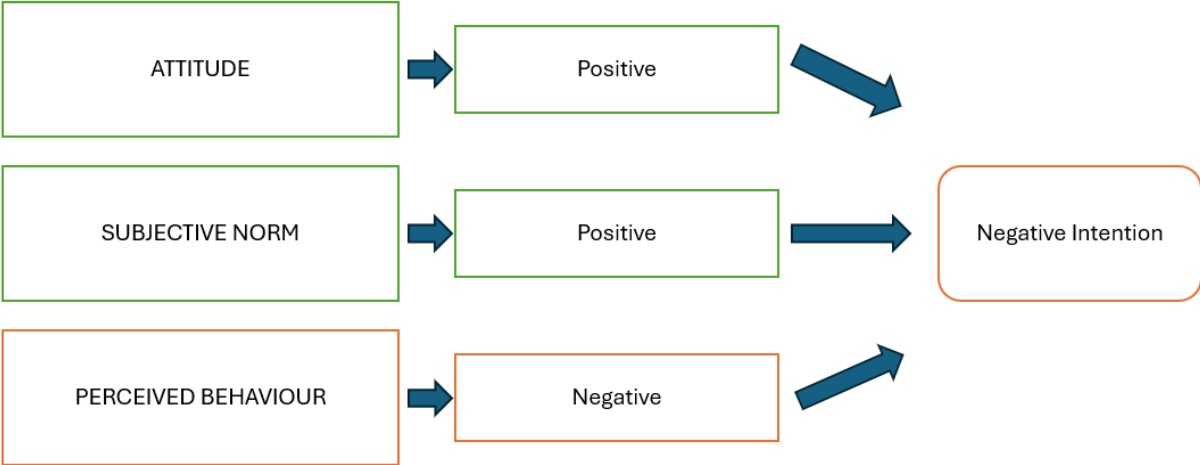 ATTITUDE
Positive
SUBJECTIVE NORM
Positive
Negative Intention
PERCEIVED BEHAVIOUR
Negative